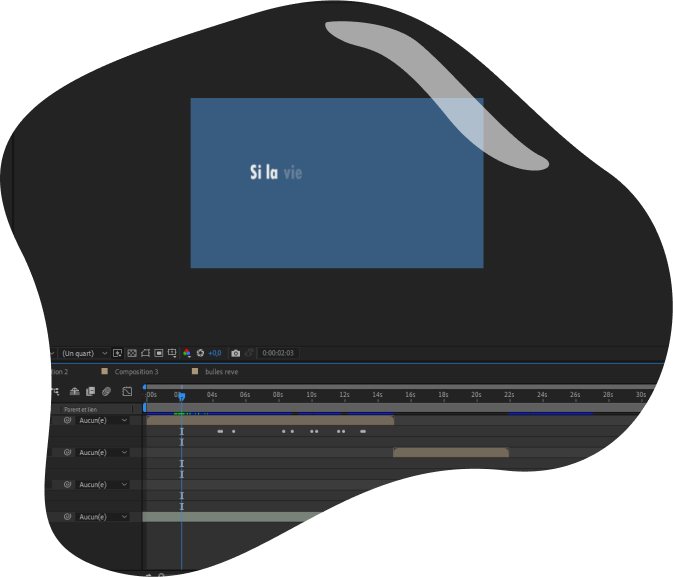 Si la vie
(Un quart) +0,0 0:00:02:03
tion 2 Composition 3 bulles reve
00s 04s 06s 08s 10s 12s 14s 16s 18s 20s 22s 24s 26s 28s 30s
Parent et lien
Aucun(e)
Aucun(e)
Aucun(e)
Aucun(e)